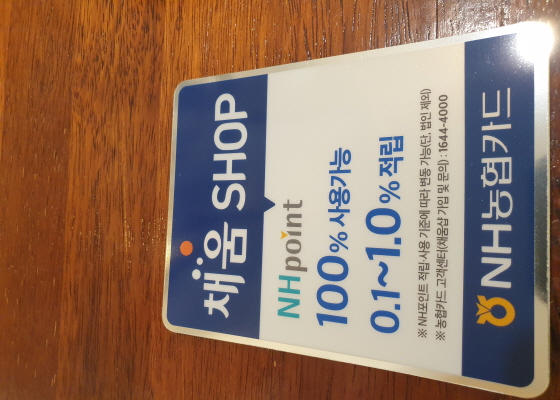 채움 SHOP
NHpoint
100% 사용가능
0.1~1.0% 적립
※ NH포인트 적립·사용 기준에 따라 변동 가능(단, 법인 제외)
※ 농협카드 고객센터(채움샵 가입 및 문의) : 1644-4000
NH농협카드